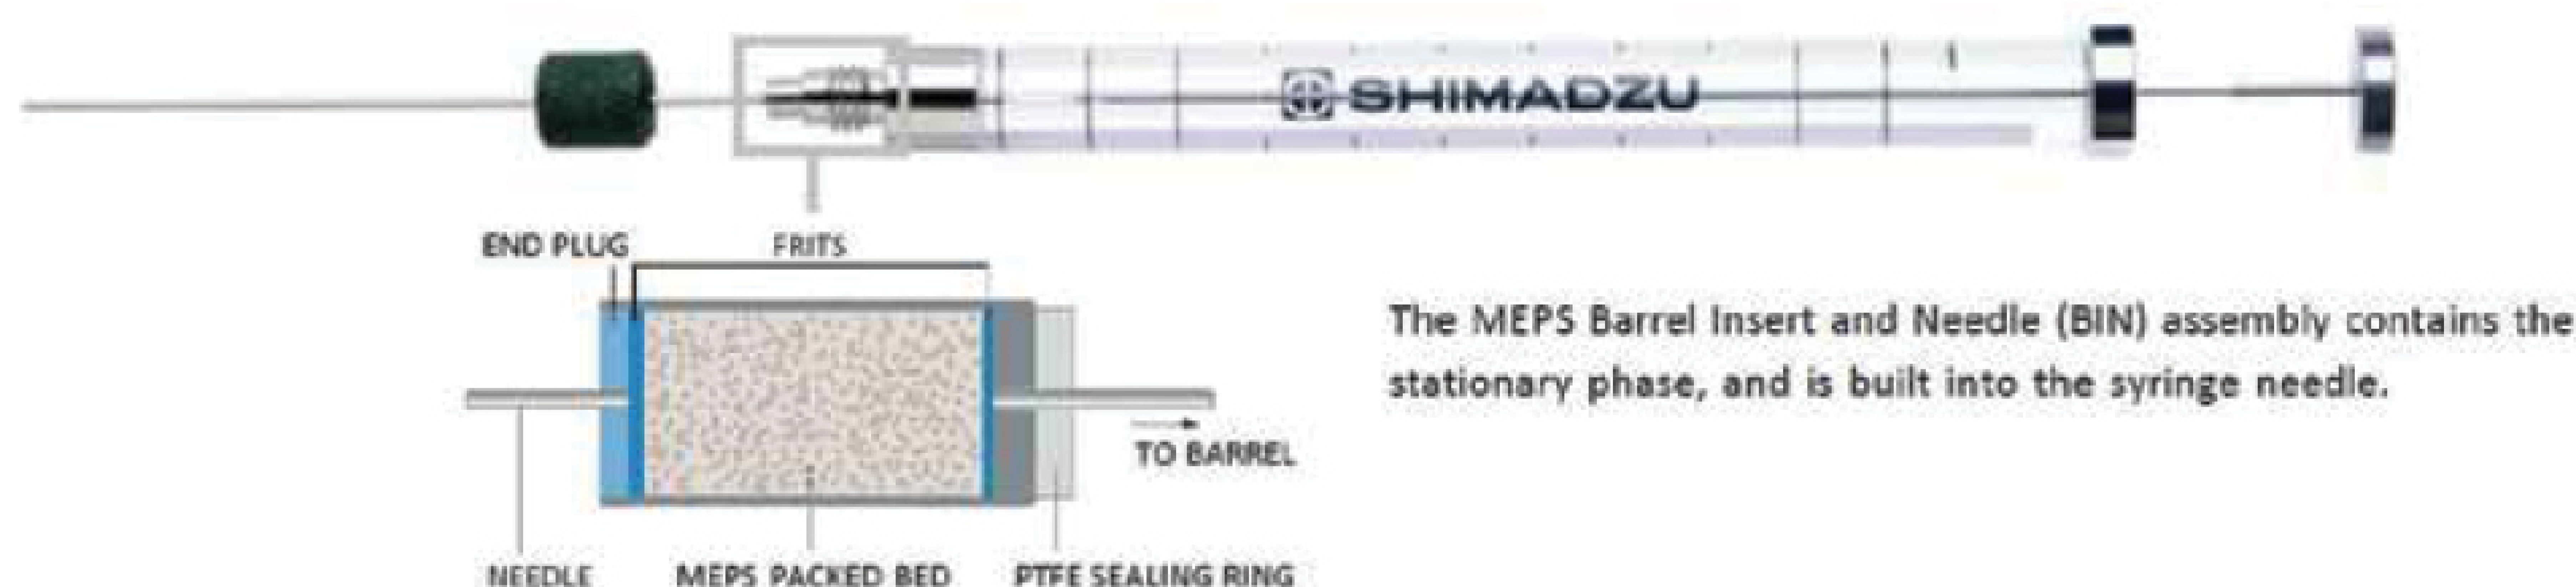 SHIMADZU
END PLUG
FRITS
The MEPS Barrel Insert and Needle (BIN) assembly contains the
stationary phase, and is built into the syringe needle.
TO BARREL
NEEDLE
MEPS PACKED BED
PTFE SEALING RING